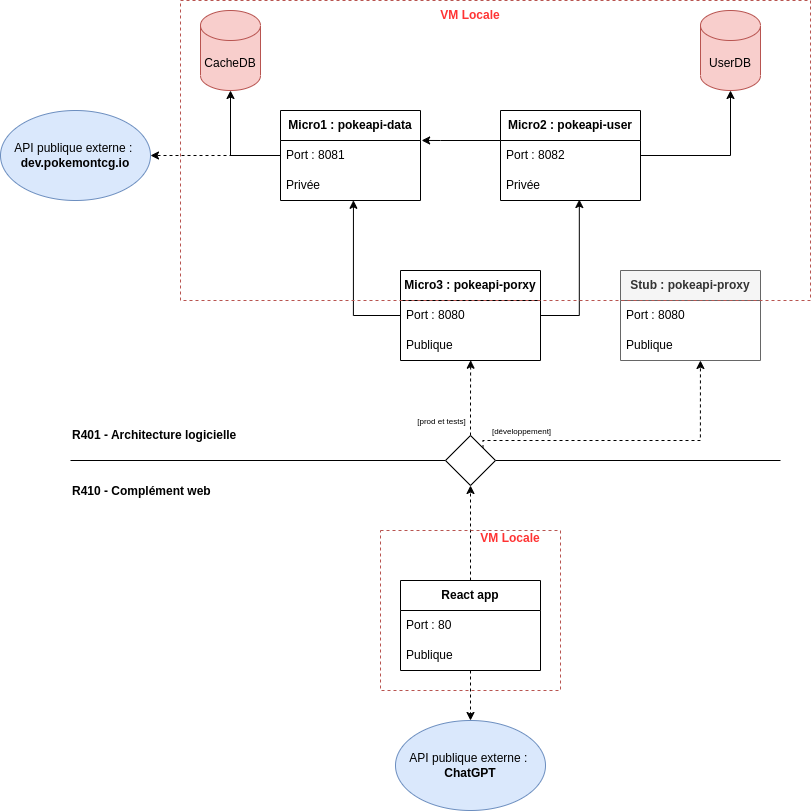 VM Locale
CacheDB
UserDB
API publique externe :
dev.pokemontcg.io
Micro1 : pokeapi-data
Port : 8081
Privée
Micro2 : pokeapi-user
Port : 8082
Privée
Micro3 : pokeapi-porxy
Port : 8080
Publique
Stub : pokeapi-proxy
Port : 8080
Publique
[prod et tests]
[développement]
R401 - Architecture logicielle
R410 - Complément web
VM Locale
React app
Port : 80
Publique
API publique externe :
ChatGPT